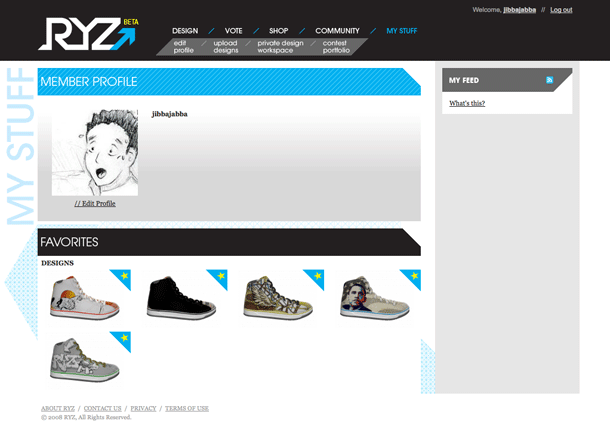 Welcome, jibbajabba // Log out
RYZ BETA
DESIGN / VOTE / SHOP / COMMUNITY / MY STUFF
edit profile / upload designs / private design workspace / contest portfolio
MY STUFF
MEMBER PROFILE
jibbajabba
// Edit Profile
MY FEED
What's this?
FAVORITES
DESIGNS
ABOUT RYZ / CONTACT US / PRIVACY / TERMS OF USE
© 2008 RYZ, All Rights Reserved.